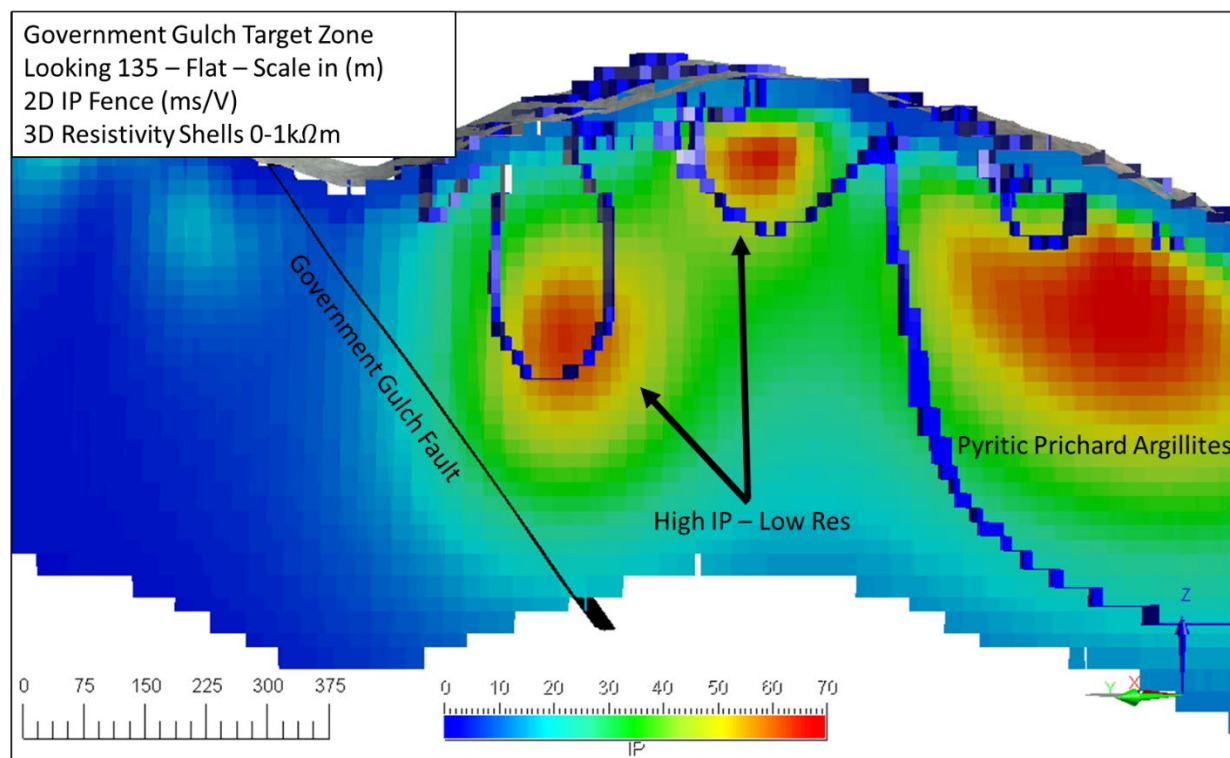 Government Gulch Target Zone
Looking 135 – Flat – Scale in (m)
2D IP Fence (ms/V)
3D Resistivity Shells 0-1kΩm
Government Gulch Fault
Pyritic Prichard Argillites
High IP – Low Res
0 75 150 225 300 375
0 10 20 30 40 50 60 70
IP
Z
X
Y